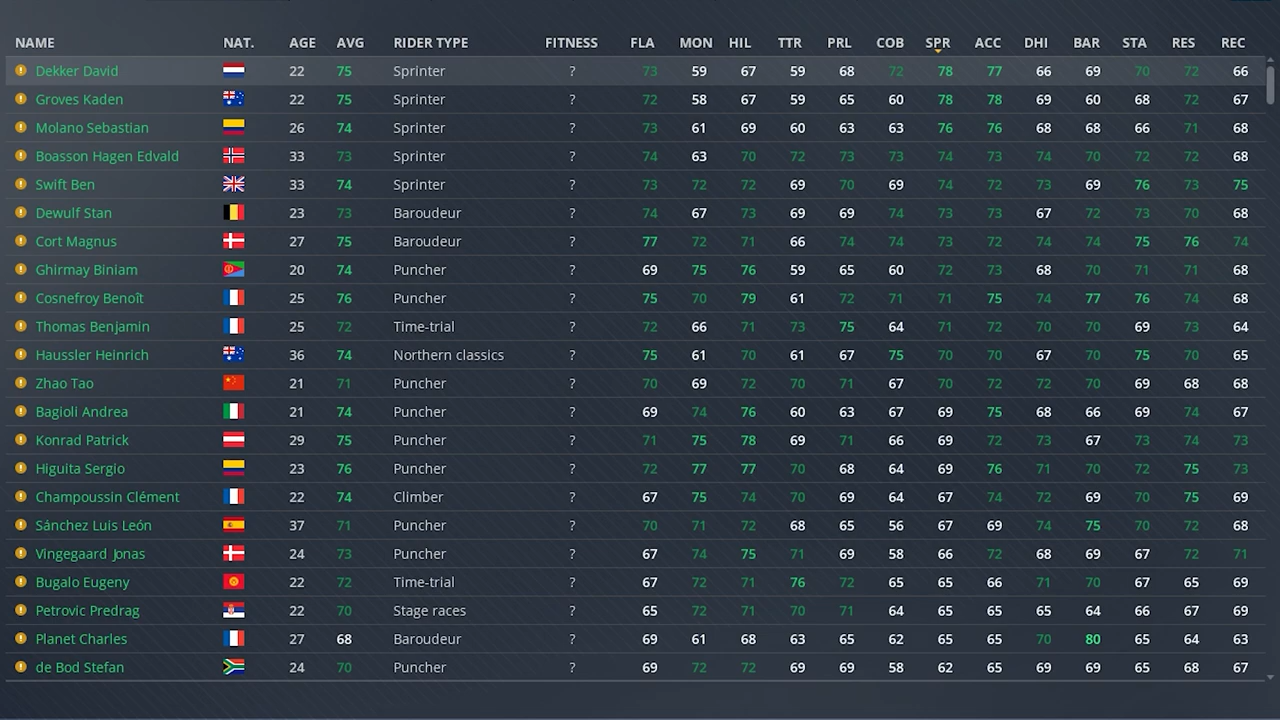 NAME NAT. AGE AVG RIDER TYPE FITNESS FLA MON HIL TTR PRL COB SPR ACC DHI BAR STA RES REC
Dekker David 22 75 Sprinter ? 73 59 67 59 68 72 78 77 66 69 70 72 66
Groves Kaden 22 75 Sprinter ? 72 58 67 59 65 60 78 78 69 60 68 72 67
Molano Sebastian 26 74 Sprinter ? 73 61 69 60 63 63 76 76 68 68 66 71 68
Boasson Hagen Edvald 33 73 Sprinter ? 74 63 70 72 73 73 74 73 74 70 72 72 68
Swift Ben 33 74 Sprinter ? 73 72 72 69 70 69 74 72 73 69 76 73 75
Dewulf Stan 23 73 Baroudeur ? 74 67 73 69 69 74 73 73 67 72 73 70 68
Cort Magnus 27 75 Baroudeur ? 77 72 71 66 74 74 73 72 74 74 75 76 74
Ghirmay Biniam 20 74 Puncher ? 69 75 76 59 65 60 72 73 68 70 71 71 68
Cosnefroy Benoît 25 76 Puncher ? 75 70 79 61 72 71 71 75 74 77 76 74 68
Thomas Benjamin 25 72 Time-trial ? 72 66 71 73 75 64 71 72 70 70 69 73 64
Haussler Heinrich 36 74 Northern classics ? 75 61 70 61 67 75 70 70 67 70 75 70 65
Zhao Tao 21 71 Puncher ? 70 69 72 70 71 67 70 72 72 70 69 68 68
Bagioli Andrea 21 74 Puncher ? 69 74 76 60 63 67 69 75 68 66 69 74 67
Konrad Patrick 29 75 Puncher ? 71 75 78 69 71 66 69 72 73 67 73 74 73
Higuita Sergio 23 76 Puncher ? 72 77 77 70 68 64 69 76 71 70 72 75 73
Champoussin Clément 22 74 Climber ? 67 75 74 70 69 64 67 74 72 69 70 75 69
Sánchez Luis León 37 71 Puncher ? 70 71 72 68 65 56 67 69 74 75 70 72 68
Vingegaard Jonas 24 73 Puncher ? 67 74 75 71 69 58 66 72 68 69 67 72 71
Bugalo Eugeny 22 72 Time-trial ? 67 72 71 76 72 65 65 66 71 70 67 65 69
Petrovic Predrag 22 70 Stage races ? 65 72 71 70 71 64 65 65 65 64 66 67 69
Planet Charles 27 68 Baroudeur ? 69 61 68 63 65 62 65 65 70 80 65 64 63
de Bod Stefan 24 70 Puncher ? 69 72 72 69 69 58 62 65 69 69 65 68 67